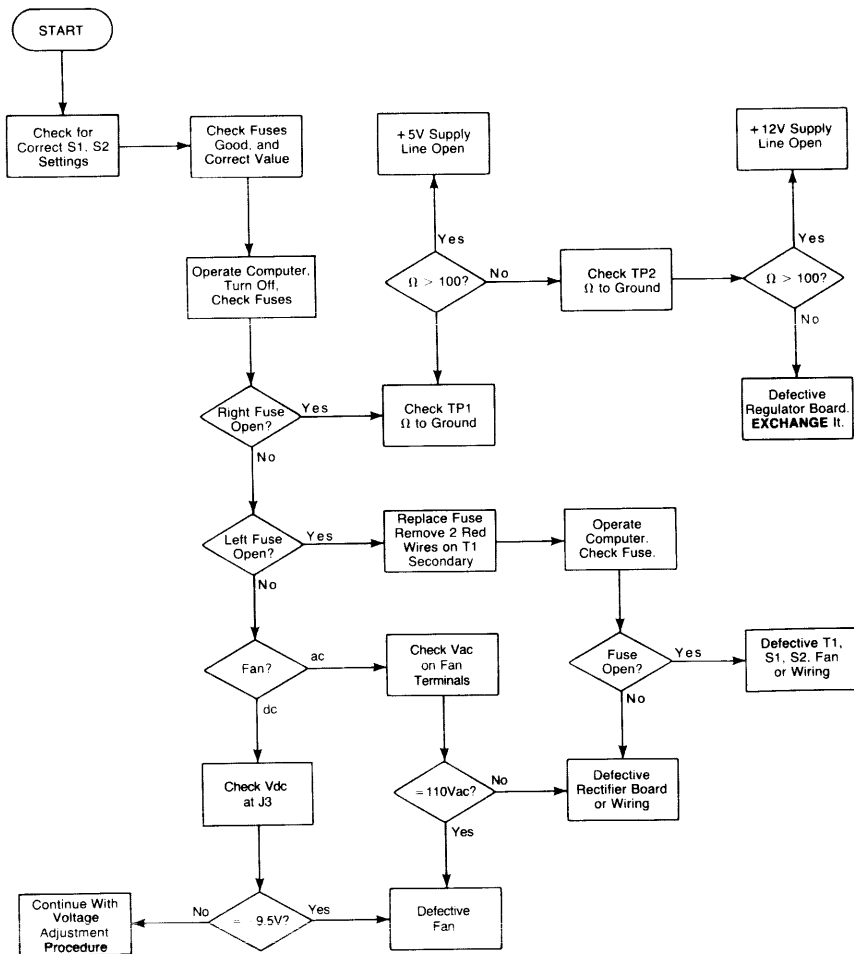 START
Check for
Correct S1, S2
Settings
Check Fuses
Good, and
Correct Value
+5V Supply
Line Open
+12V Supply
Line Open
Operate Computer,
Turn Off,
Check Fuses
Yes
Ω > 100?
No
Check TP2
Ω to Ground
Yes
Ω > 100?
No
Right Fuse
Open?
Yes
No
Check TP1
Ω to Ground
Defective
Regulator Board.
EXCHANGE It.
Left Fuse
Open?
Yes
No
Replace Fuse
Remove 2 Red
Wires on T1
Secondary
Operate
Computer.
Check Fuse.
Fan?
ac
dc
Check Vac
on Fan
Terminals
Fuse
Open?
Yes
No
Defective T1,
S1, S2, Fan
or Wiring
Check Vdc
at J3
=110Vac?
No
Yes
Defective
Rectifier Board
or Wiring
Continue With
Voltage
Adjustment
Procedure
No
= 9.5V?
Yes
Defective
Fan